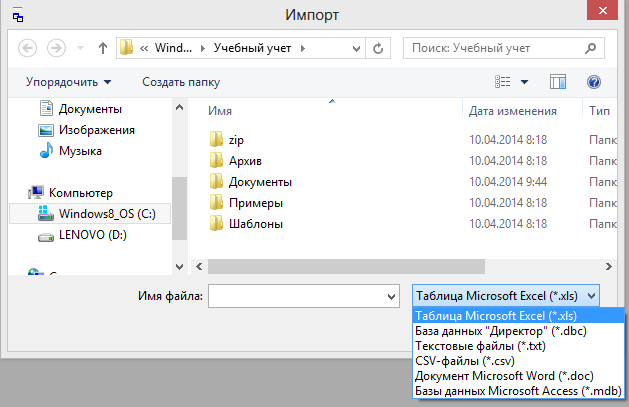 Импорт
« Wind... Учебный учет
Поиск: Учебный учет
Упорядочить Создать папку
Документы
Изображения
Музыка
Компьютер
Windows8_OS (C:)
LENOVO (D:)
Имя Дата изменения Тип
zip 10.04.2014 8:18 Папк
Архив 10.04.2014 8:18 Папк
Документы 10.04.2014 9:44 Папк
Примеры 10.04.2014 8:18 Папк
Шаблоны 10.04.2014 8:18 Папк
Имя файла:
Таблица Microsoft Excel (*.xls)
Таблица Microsoft Excel (*.xls)
База данных "Директор" (*.dbc)
Текстовые файлы (*.txt)
CSV-файлы (*.csv)
Документ Microsoft Word (*.doc)
Базы данных Microsoft Access (*.mdb)